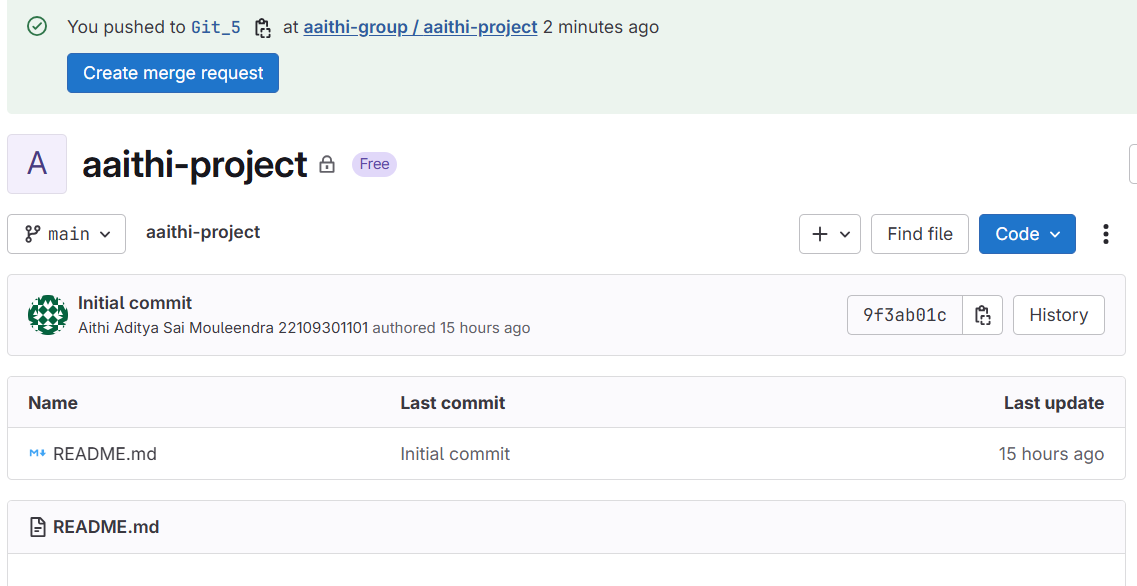 You pushed to Git_5 at aaithi-group / aaithi-project 2 minutes ago
Create merge request
A aaithi-project Free
main aaithi-project + Find file Code
Initial commit
Aithi Aditya Sai Mouleendra 22109301101 authored 15 hours ago
9f3ab01c History
Name Last commit Last update
M↓ README.md Initial commit 15 hours ago
README.md